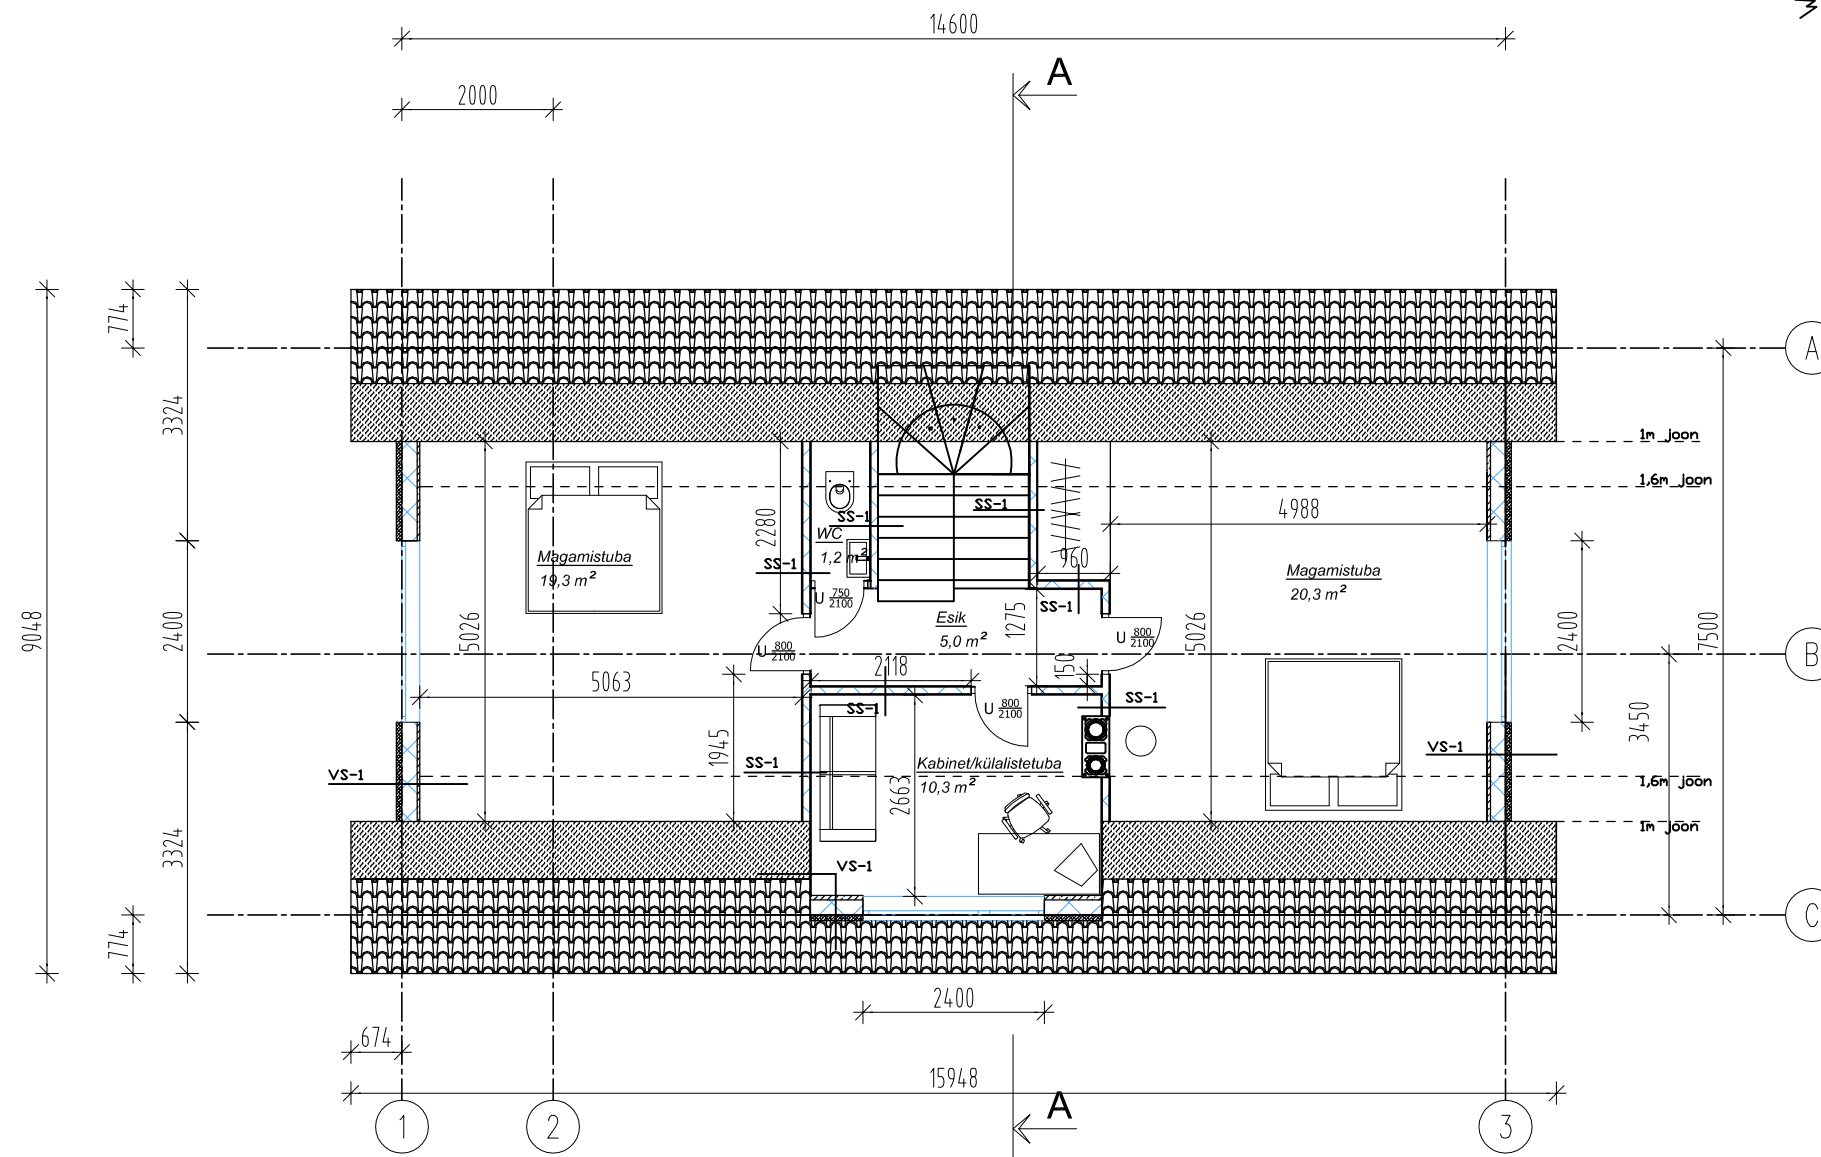 14600
A
2000
774
A
3324
1m joon
1,6m joon
SS-1
SS-1
4988
2280
WC
1,2 m²
960
Magamistuba
19,3 m²
SS-1
Magamistuba
20,3 m²
U 750/2100
SS-1
Esik
5,0 m²
1275
9048
2400
5026
U 800/2100
U 800/2100
5026
2400
7500
B
2118
150
5063
SS-1
U 800/2100
SS-1
3450
1945
SS-1
VS-1
VS-1
Kabinet/külalistetuba
10,3 m²
2663
1,6m joon
1m joon
3324
VS-1
C
774
2400
674
15948
A
1
2
3